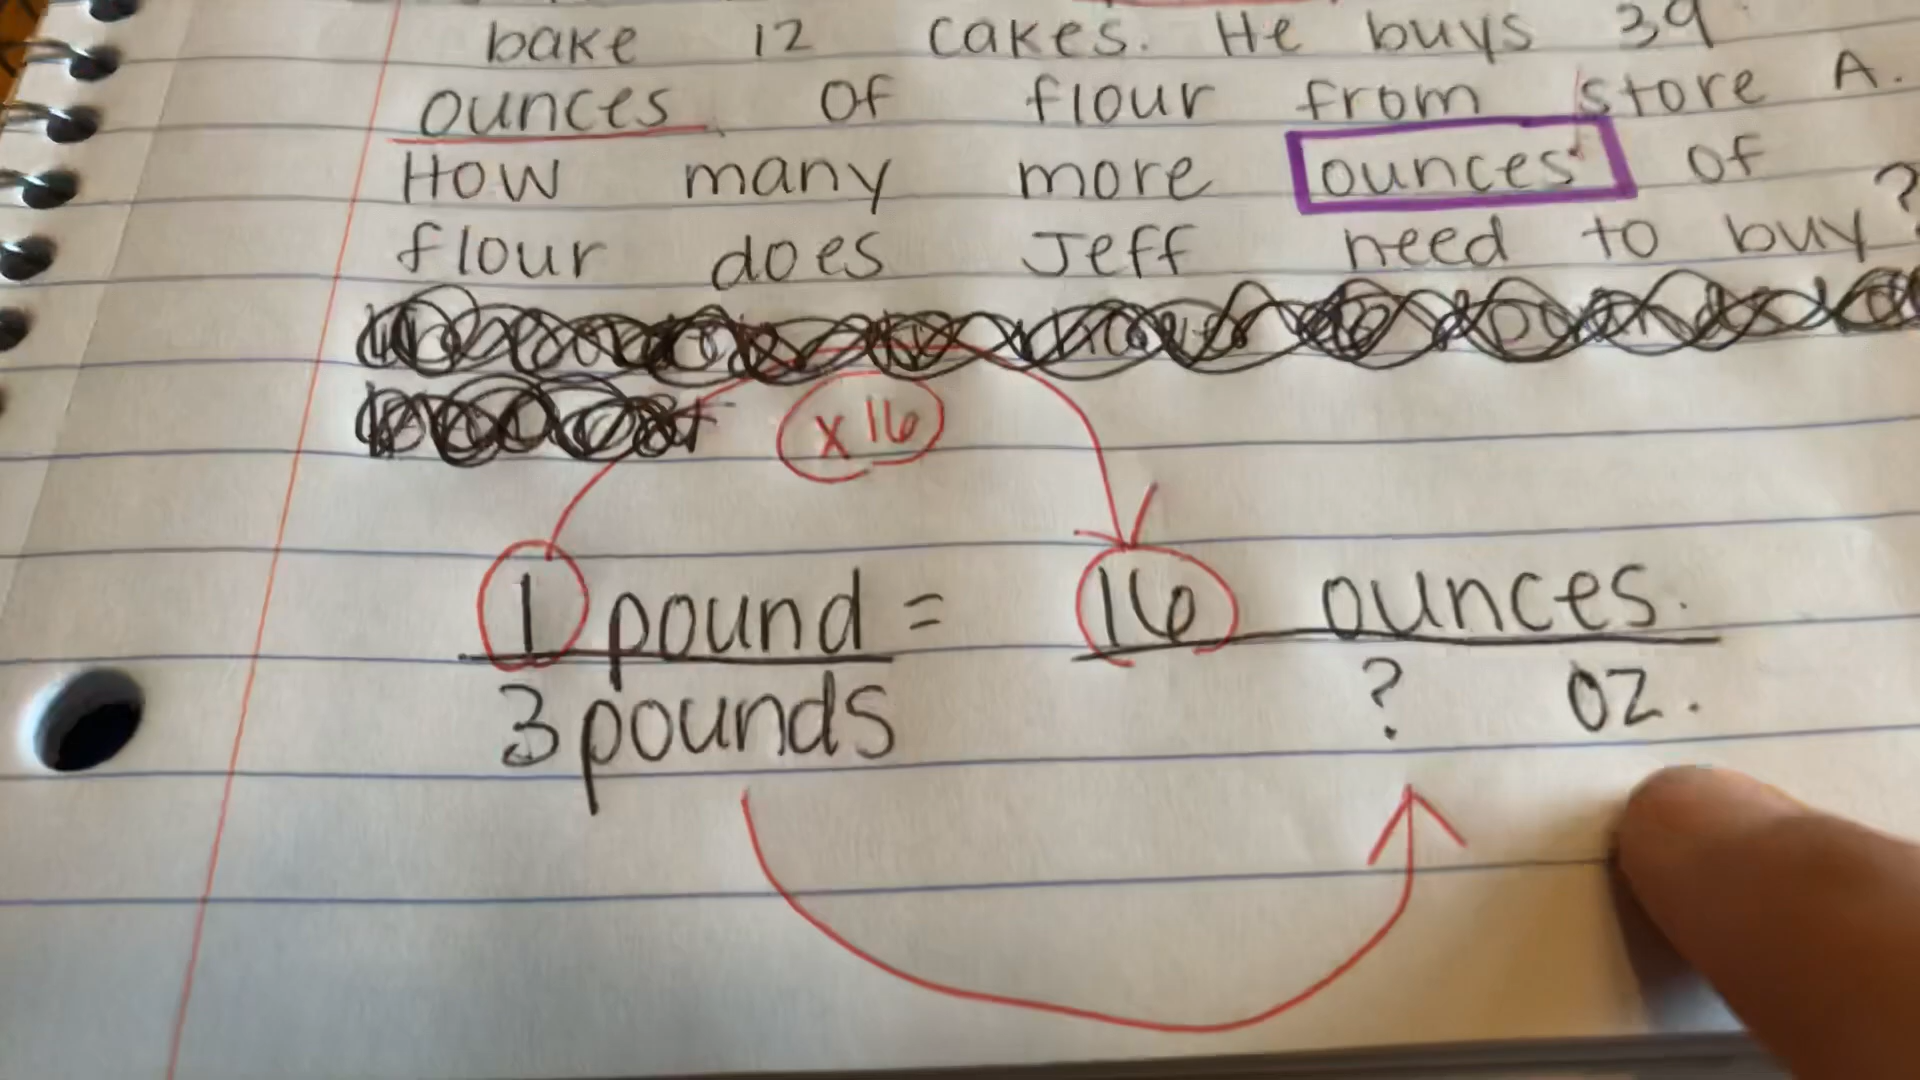 bake 12 cakes. He buys 39
ounces of flour from store A.
How many more ounces of
flour does Jeff need to buy?
x 16
1 pound = 16 ounces.
3 pounds ? oz.